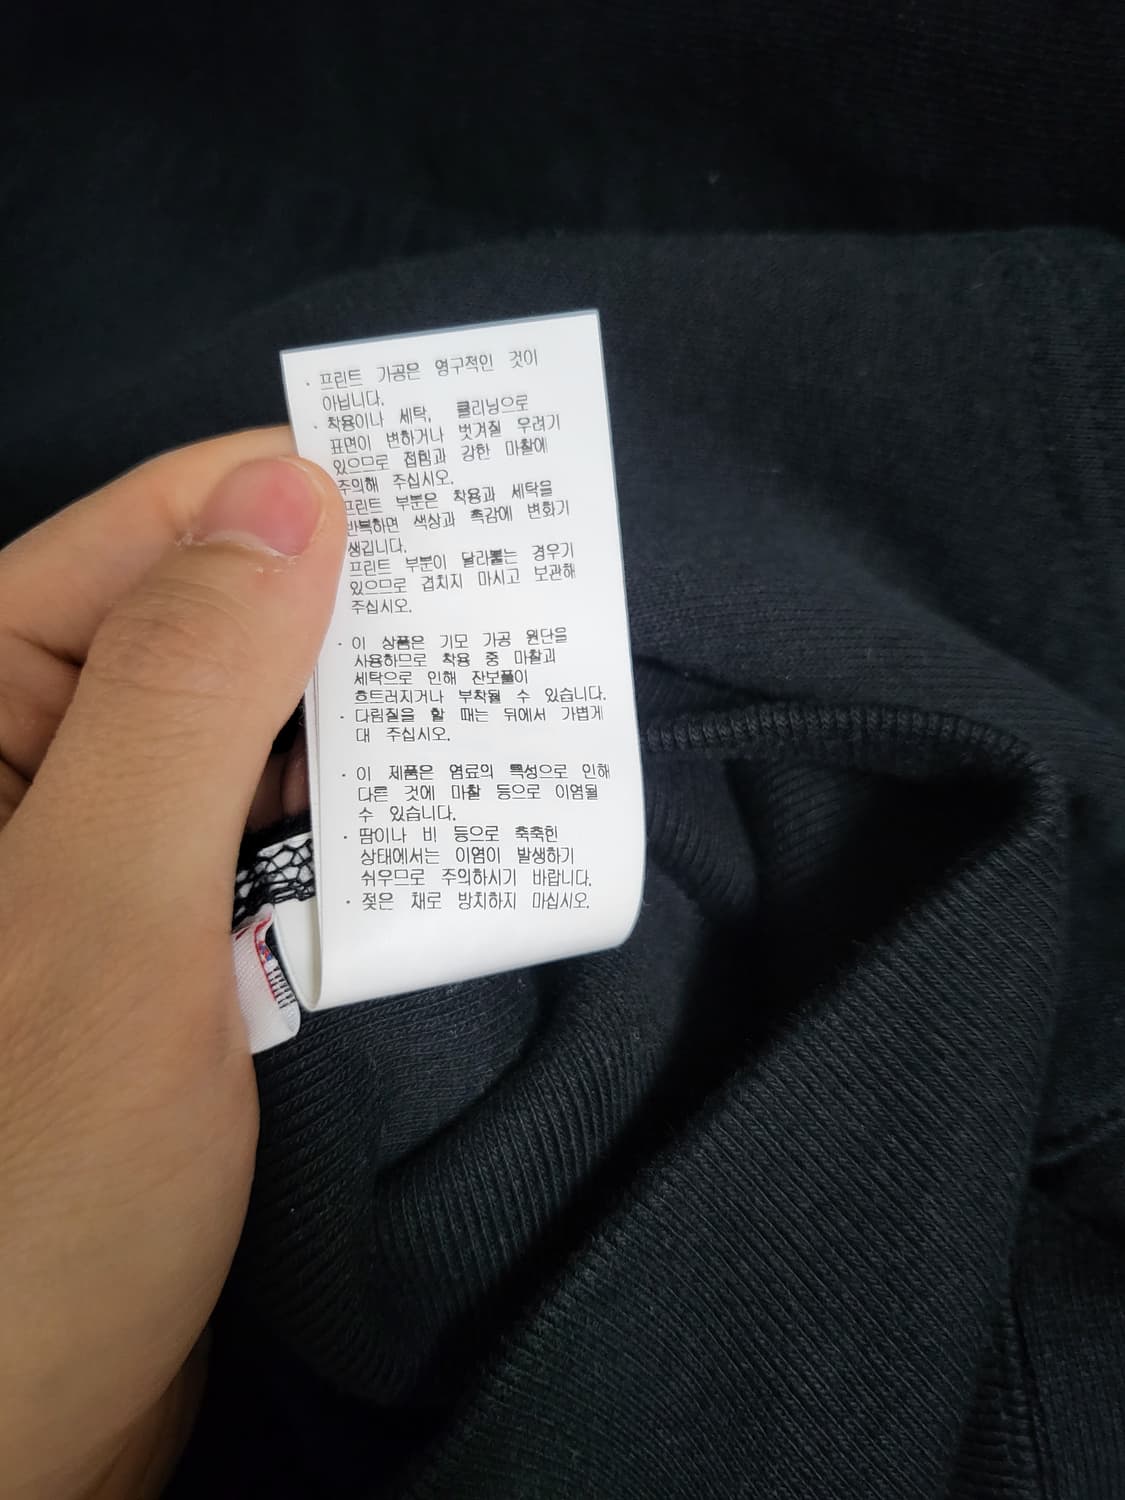 · 프린트 가공은 영구적인 것이
아닙니다.
· 착용이나 세탁, 클리닝으로
표면이 변하거나 벗겨질 우려기
있으므로 접힘과 강한 마찰에
주의해 주십시오.
프린트 부분은 착용과 세탁을
반복하면 색상과 촉감에 변화기
생깁니다.
프린트 부분이 달라붙는 경우기
있으므로 겹치지 마시고 보관해
주십시오.
· 이 상품은 기모 가공 원단을
사용하므로 착용 중 마찰과
세탁으로 인해 잔보풀이
흐트러지거나 부착될 수 있습니다.
· 다림질을 할 때는 뒤에서 가볍게
대 주십시오.
· 이 제품은 염료의 특성으로 인해
다른 것에 마찰 등으로 이염될
수 있습니다.
· 땀이나 비 등으로 축축한
상태에서는 이염이 발생하기
쉬우므로 주의하시기 바랍니다.
· 젖은 채로 방치하지 마십시오.